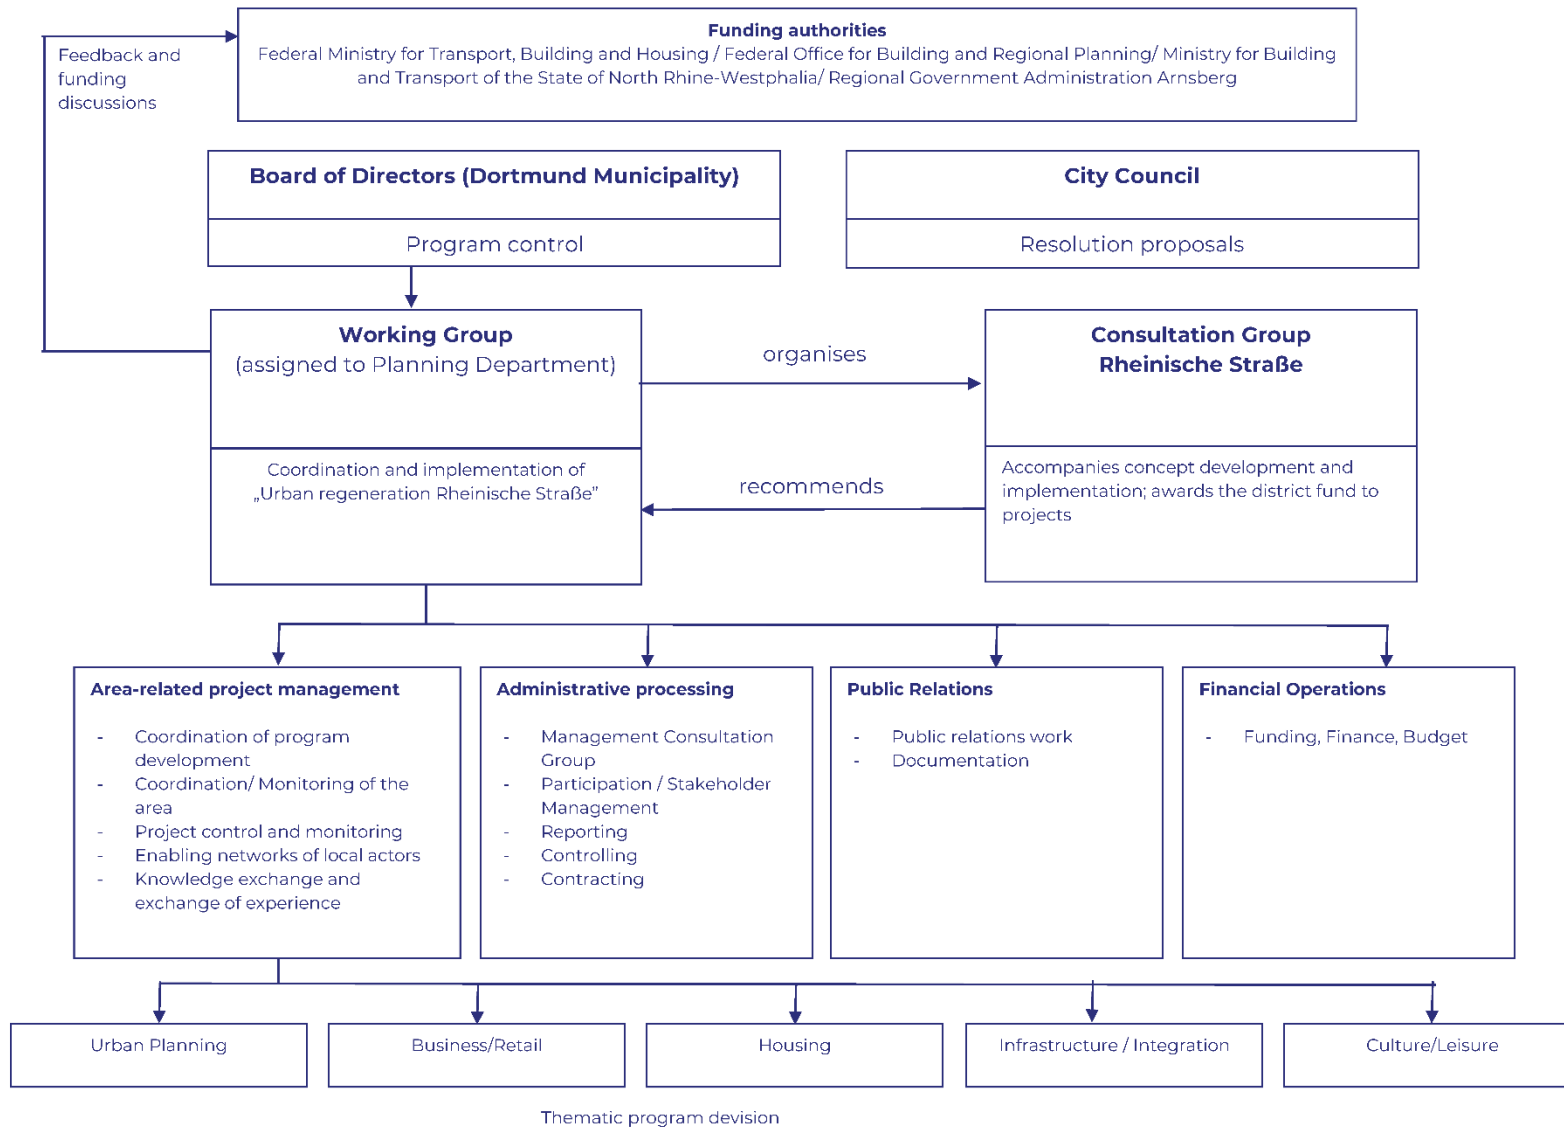 Funding authorities
Federal Ministry for Transport, Building and Housing / Federal Office for Building and Regional Planning/ Ministry for Building
and Transport of the State of North Rhine-Westphalia/ Regional Government Administration Arnsberg
Feedback and
funding
discussions
Board of Directors (Dortmund Municipality)
Program control
City Council
Resolution proposals
Working Group
(assigned to Planning Department)
Coordination and implementation of
„Urban regeneration Rheinische Straße”
organises
recommends
Consultation Group
Rheinische Straße
Accompanies concept development and
implementation; awards the district fund to
projects
Area-related project management
- Coordination of program
development
- Coordination/ Monitoring of the
area
- Project control and monitoring
- Enabling networks of local actors
- Knowledge exchange and
exchange of experience
Administrative processing
- Management Consultation
Group
- Participation / Stakeholder
Management
- Reporting
- Controlling
- Contracting
Public Relations
- Public relations work
- Documentation
Financial Operations
- Funding, Finance, Budget
Urban Planning
Business/Retail
Housing
Infrastructure / Integration
Culture/Leisure
Thematic program devision